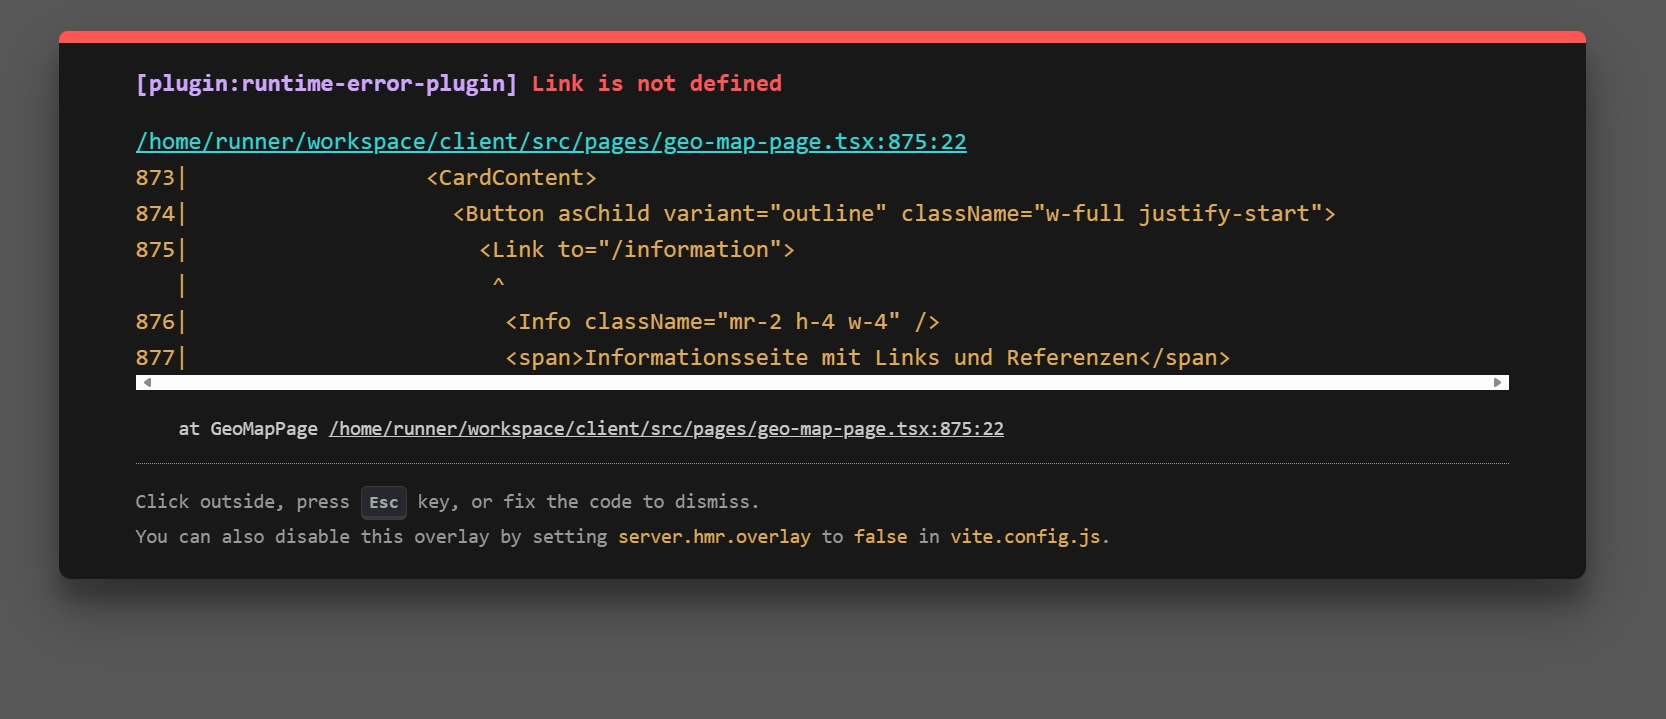 [plugin:runtime-error-plugin] Link is not defined
/home/runner/workspace/client/src/pages/geo-map-page.tsx:875:22
873|                  <CardContent>
874|                    <Button asChild variant="outline" className="w-full justify-start">
875|                      <Link to="/information">
   |                       ^
876|                        <Info className="mr-2 h-4 w-4" />
877|                        <span>Informationsseite mit Links und Referenzen</span>
at GeoMapPage /home/runner/workspace/client/src/pages/geo-map-page.tsx:875:22
Click outside, press Esc key, or fix the code to dismiss.
You can also disable this overlay by setting server.hmr.overlay to false in vite.config.js.